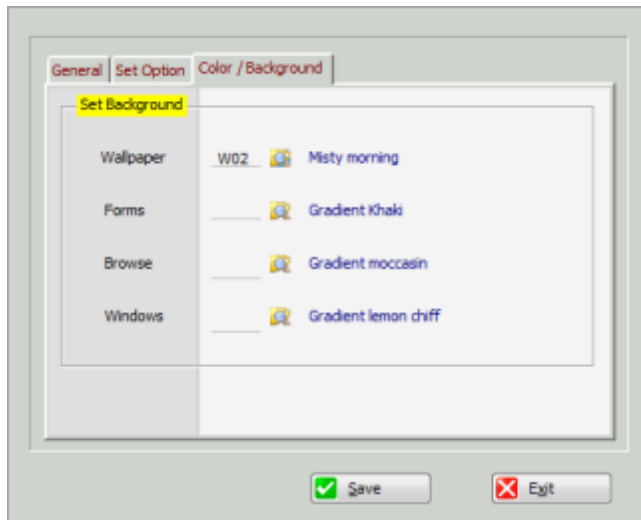 General Set Option Color / Background
Set Background
Wallpaper W02 Misty morning
Forms Gradient Khaki
Browse Gradient moccasin
Windows Gradient lemon chiff
Save Exit